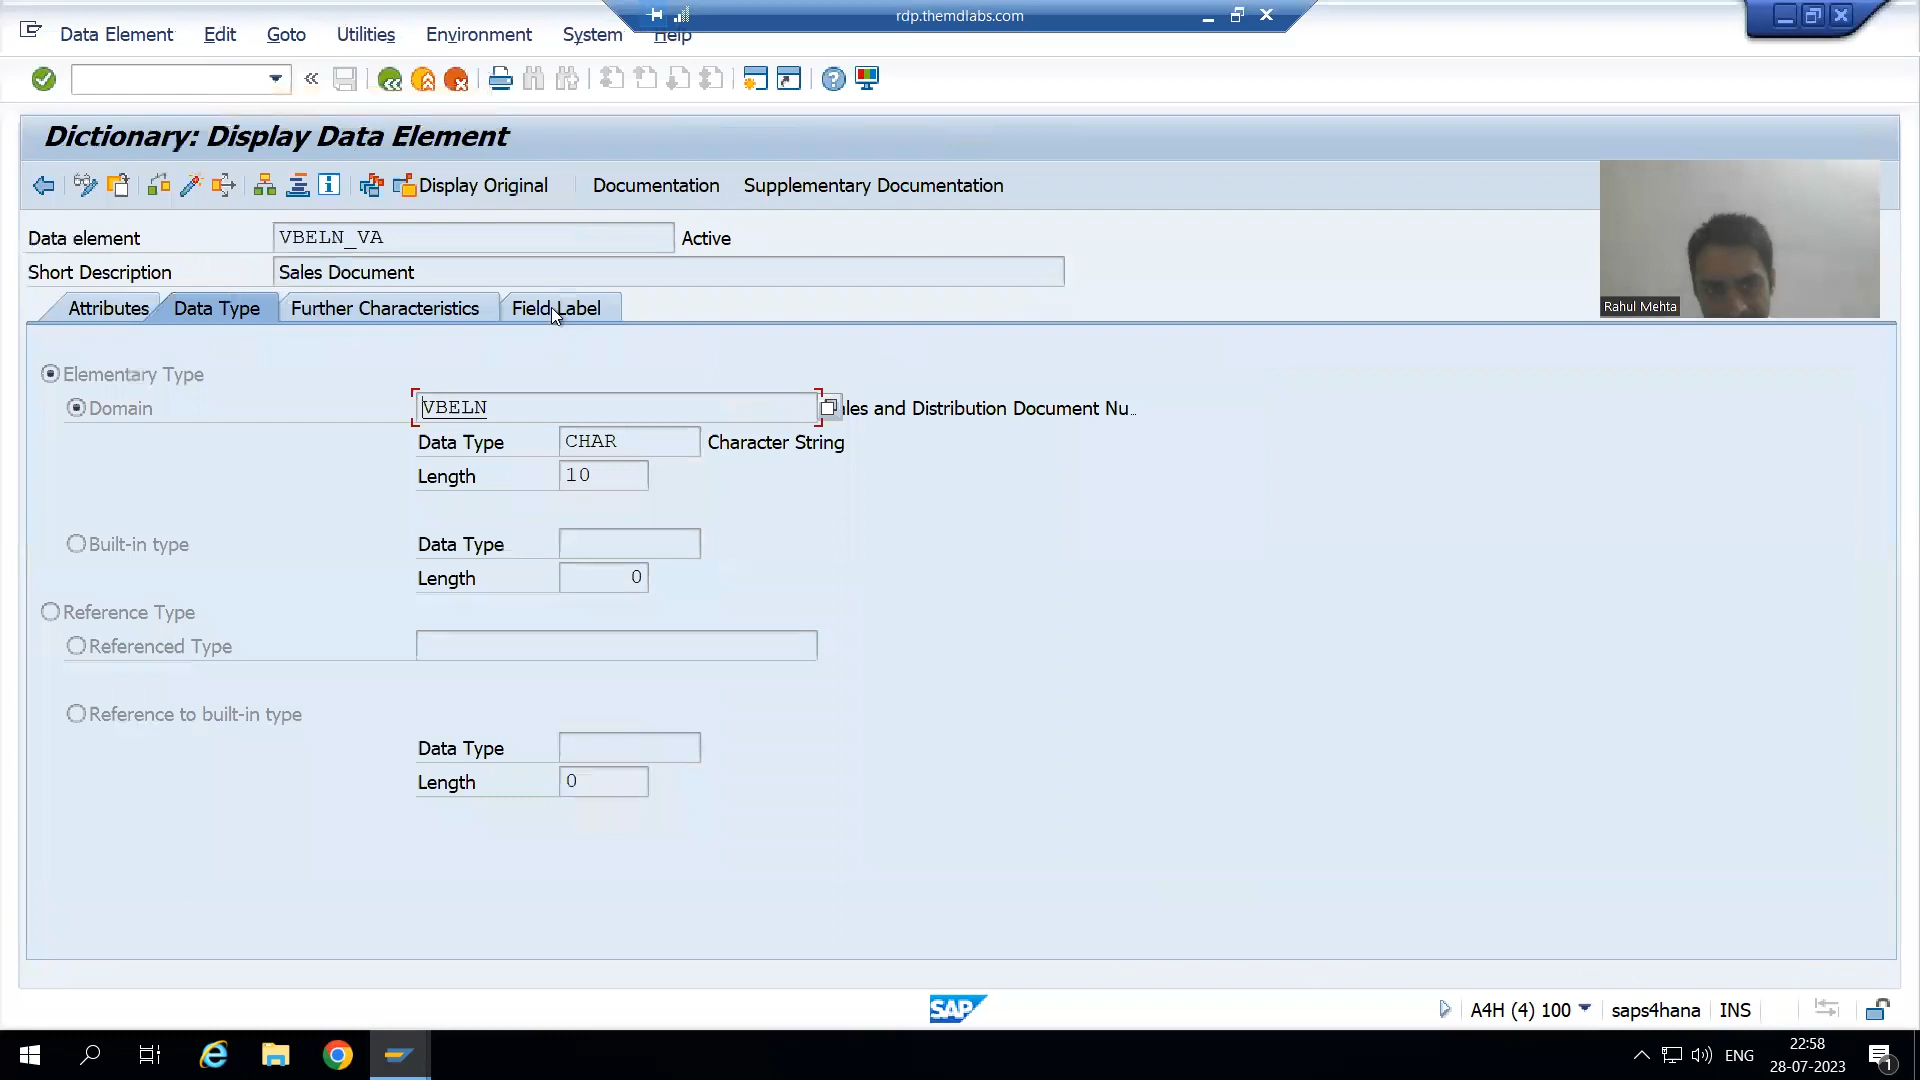 rdp.themdlabs.com
Data Element Edit Goto Utilities Environment System Help
Dictionary: Display Data Element
Display Original Documentation Supplementary Documentation
Data element VBELN_VA Active
Short Description Sales Document
Attributes Data Type Further Characteristics Field Label
Rahul Mehta
Elementary Type
Domain VBELN les and Distribution Document Nu...
Data Type CHAR Character String
Length 10
Built-in type Data Type
Length 0
Reference Type
Referenced Type
Reference to built-in type
Data Type
Length 0
SAP A4H (4) 100 saps4hana INS
ENG 22:58
28-07-2023 1